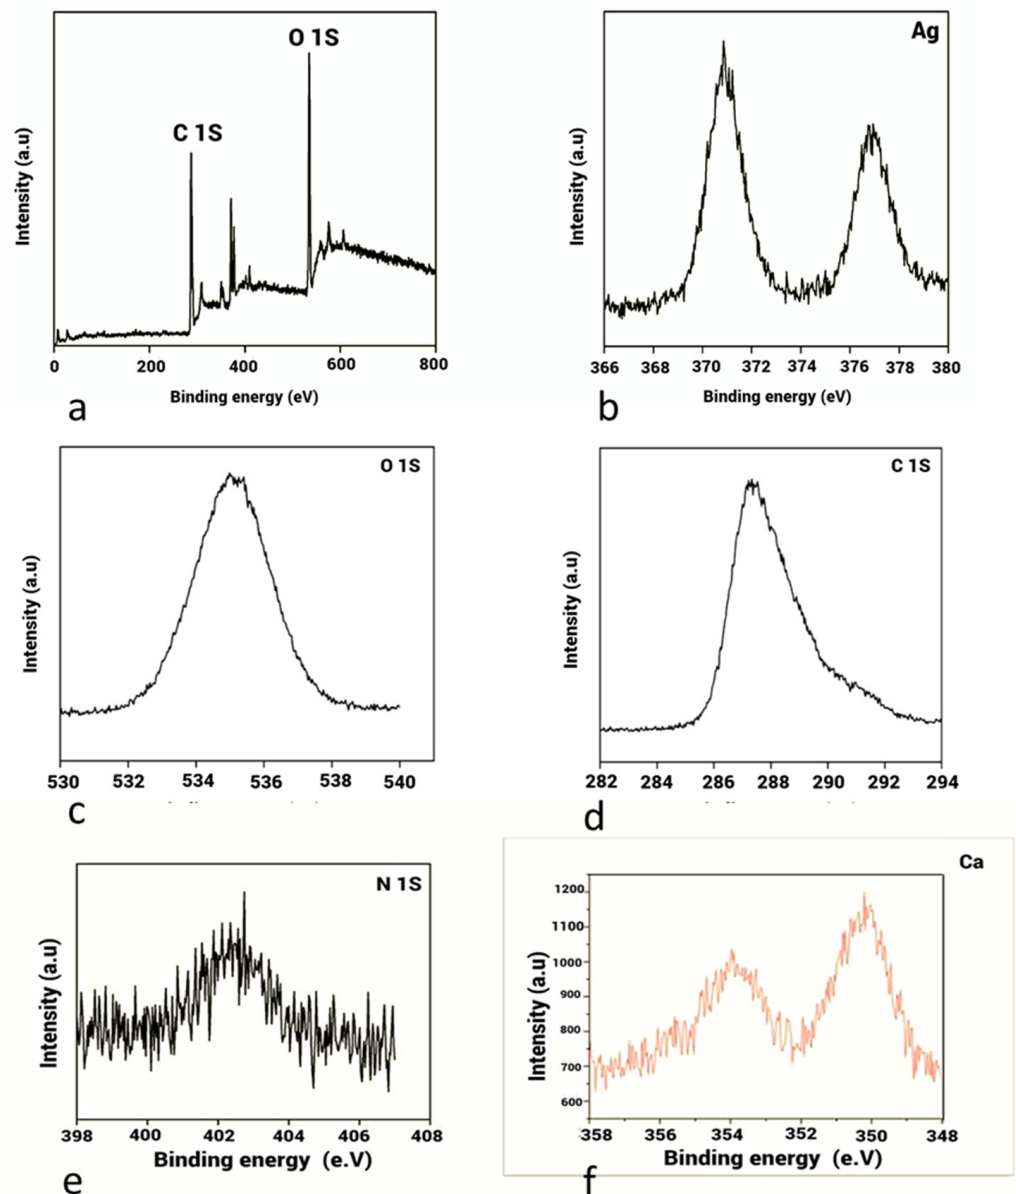 O 1S
C 1S
Intensity (a.u)
0 200 400 600 800
Binding energy (eV)
a
Ag
Intensity (a.u)
366 368 370 372 374 376 378 380
Binding energy (eV)
b
O 1S
Intensity (a.u)
530 532 534 536 538 540
c
C 1S
Intensity (a.u)
282 284 286 288 290 292 294
d
N 1S
Intensity (a.u)
398 400 402 404 406 408
Binding energy (e.V)
e
Ca
1200
1100
1000
900
800
700
600
Intensity (a.u)
358 356 354 352 350 348
Binding energy (e.V)
f